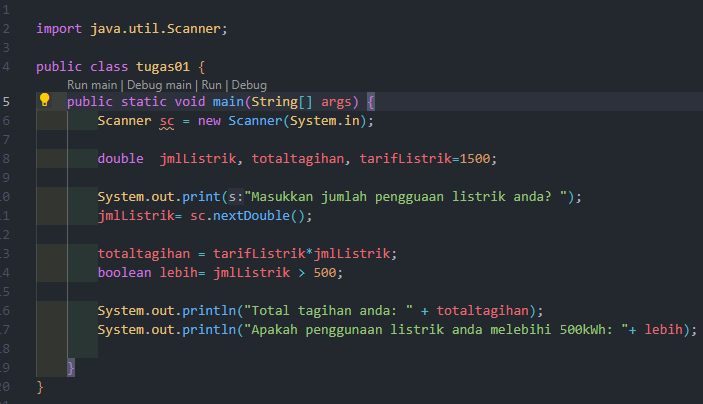 1
2 import java.util.Scanner;
3
4 public class tugas01 {
Run main | Debug main | Run | Debug
5 public static void main(String[] args) {
6 Scanner sc = new Scanner(System.in);
7
8 double  jmlListrik, totaltagihan, tarifListrik=1500;
9
10 System.out.print(s:"Masukkan jumlah pengguaan listrik anda? ");
11 jmlListrik= sc.nextDouble();
12
13 totaltagihan = tarifListrik*jmlListrik;
14 boolean lebih= jmlListrik > 500;
15
16 System.out.println("Total tagihan anda: " + totaltagihan);
17 System.out.println("Apakah penggunaan listrik anda melebihi 500kWh: "+ lebih);
18
19 }
20 }